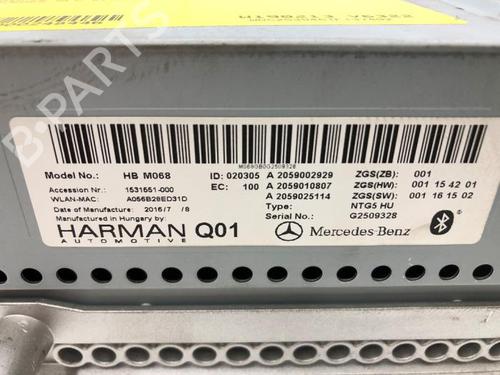 M0693B0G2509328
Model No.: HB M068 ID: 020305 A 2059002929 ZGS(ZB): 001
Accession Nr.: 1531551-000 EC: 100 A 2059010807 ZGS(HW): 001 15 42 01
WLAN-MAC: A056B28ED31D A 2059025114 ZGS(SW): 001 16 15 02
Date of Manufacture: 2016/ 7 / 8 Type: NTG5 HU
Manufactured in Hungary by: Serial No.: G2509328
HARMAN Q01 Mercedes-Benz
AUTOMOTIVE
B-PARTS